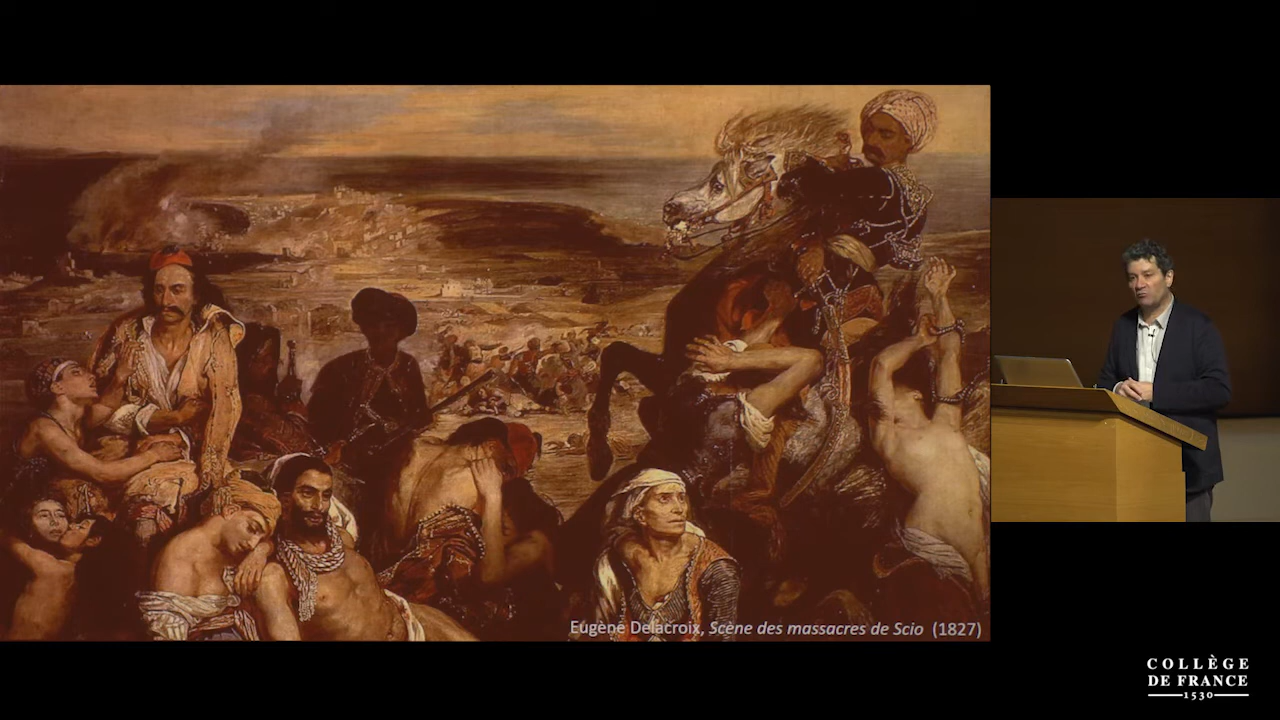 Eugène Delacroix, Scène des massacres de Scio (1827)
COLLÈGE
DE FRANCE
1530